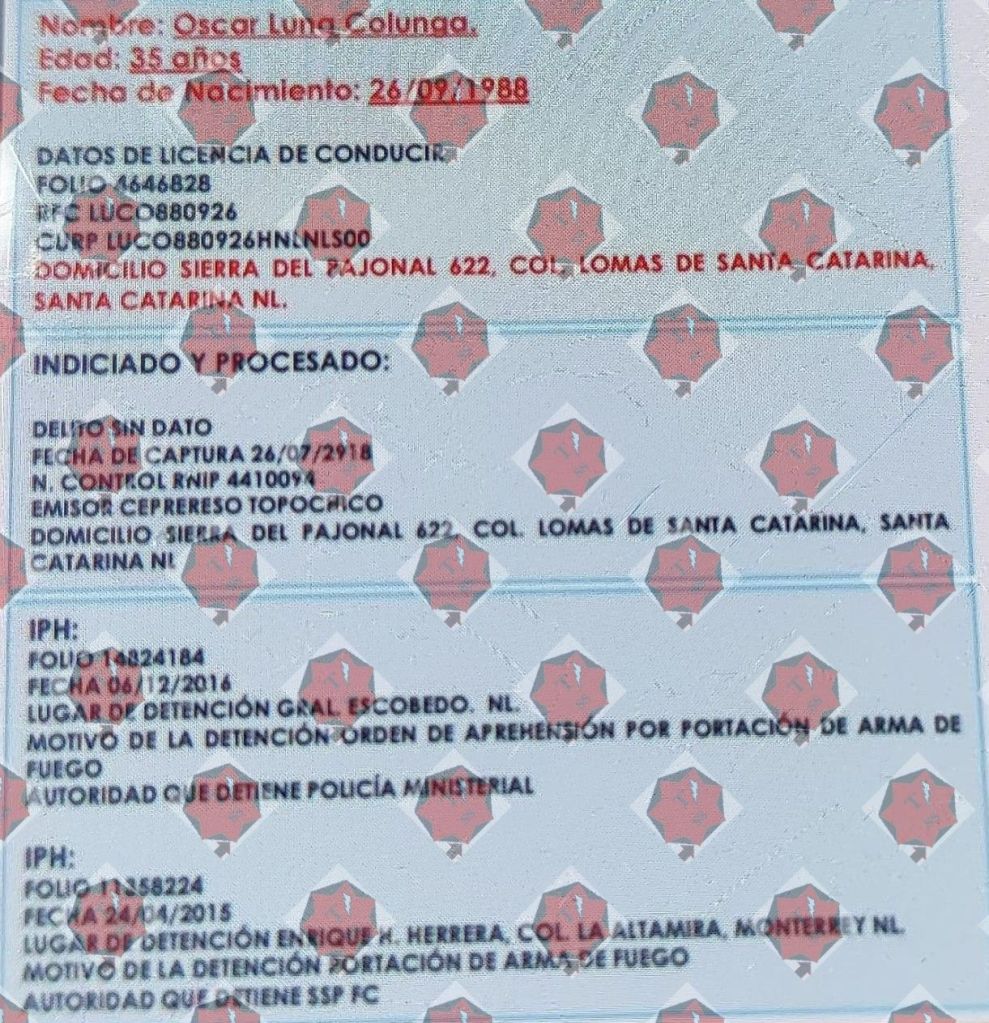 Nombre: Oscar Luna Colunga.
Edad: 35 años
Fecha de Nacimiento: 26/09/1988
DATOS DE LICENCIA DE CONDUCIR
FOLIO 4646828
RFC LUCO880926
CURP LUCO880926HNLNLS00
DOMICILIO SIERRA DEL PAJONAL 622, COL. LOMAS DE SANTA CATARINA,
SANTA CATARINA NL.
INDICIADO Y PROCESADO:
DELITO SIN DATO
FECHA DE CAPTURA 26/07/2918
N. CONTROL RNIP 4410094
EMISOR CEPRERESO TOPOCHICO
DOMICILIO SIERRA DEL PAJONAL 622, COL. LOMAS DE SANTA CATARINA, SANTA
CATARINA NL
IPH:
FOLIO 14824184
FECHA 06/12/2016
LUGAR DE DETENCIÓN GRAL. ESCOBEDO. NL.
MOTIVO DE LA DETENCIÓN ORDEN DE APREHENSIÓN POR PORTACIÓN DE ARMA DE
FUEGO
AUTORIDAD QUE DETIENE POLICÍA MINISTERIAL
IPH:
FOLIO 11358224
FECHA 24/04/2015
LUGAR DE DETENCIÓN ENRIQUE H. HERRERA, COL. LA ALTAMIRA, MONTERREY NL.
MOTIVO DE LA DETENCIÓN PORTACIÓN DE ARMA DE FUEGO
AUTORIDAD QUE DETIENE SSP FC